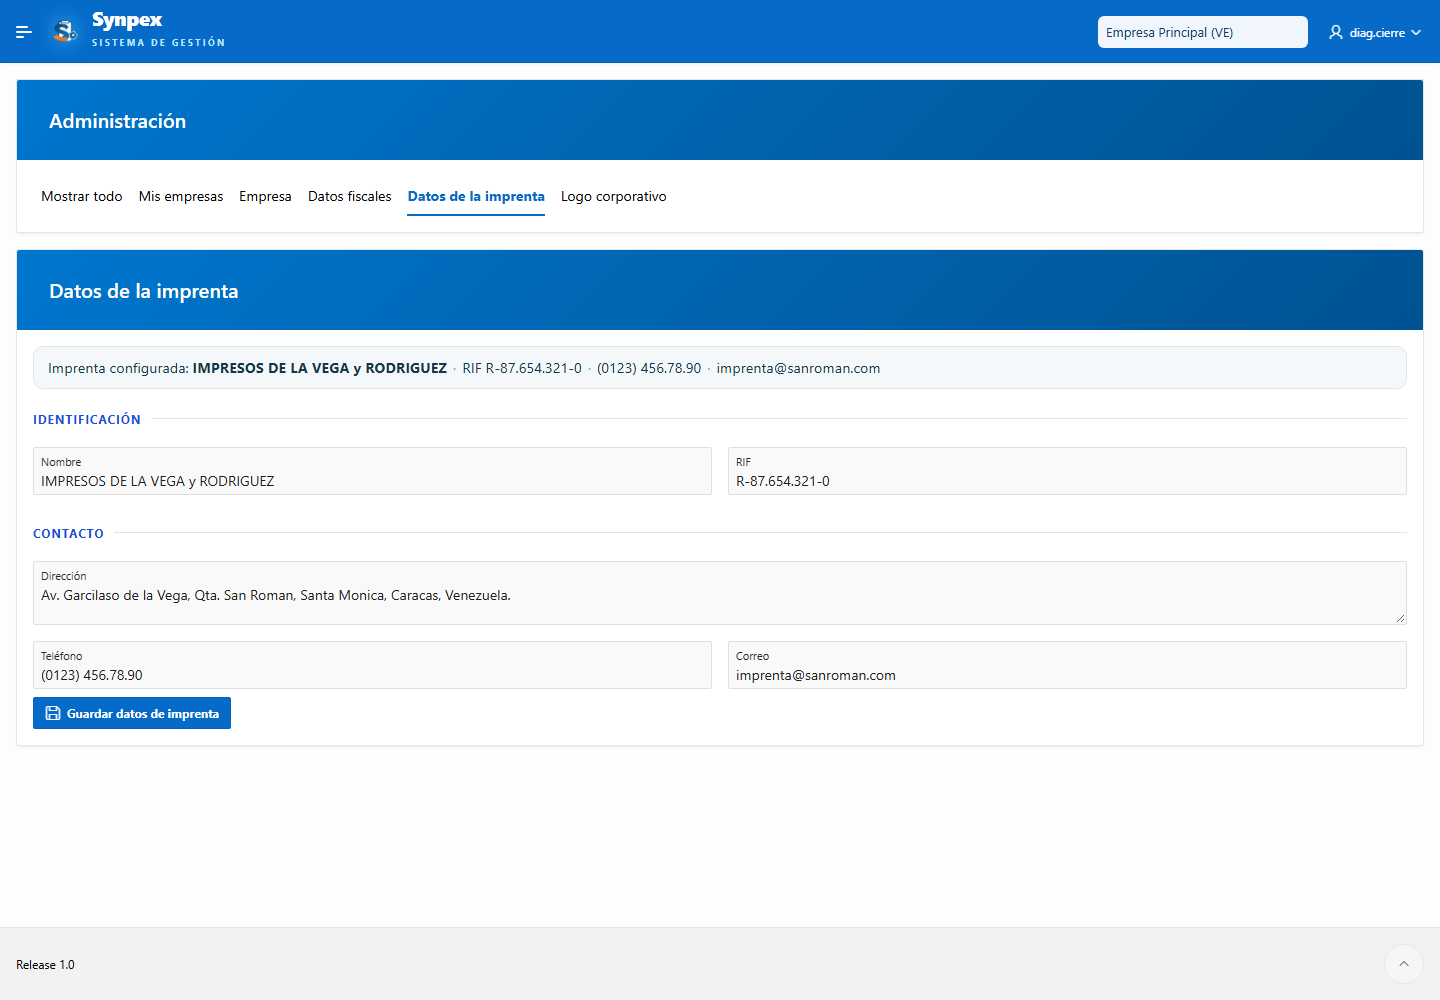 Synpex
SISTEMA DE GESTIÓN
Empresa Principal (VE)
diag.cierre
Administración
Mostrar todo
Mis empresas
Empresa
Datos fiscales
Datos de la imprenta
Logo corporativo
Datos de la imprenta
Imprenta configurada: IMPRESOS DE LA VEGA y RODRIGUEZ · RIF R-87.654.321-0 · (0123) 456.78.90 · imprenta@sanroman.com
IDENTIFICACIÓN
Nombre
IMPRESOS DE LA VEGA y RODRIGUEZ
RIF
R-87.654.321-0
CONTACTO
Dirección
Av. Garcilaso de la Vega, Qta. San Roman, Santa Monica, Caracas, Venezuela.
Teléfono
(0123) 456.78.90
Correo
imprenta@sanroman.com
Guardar datos de imprenta
Release 1.0